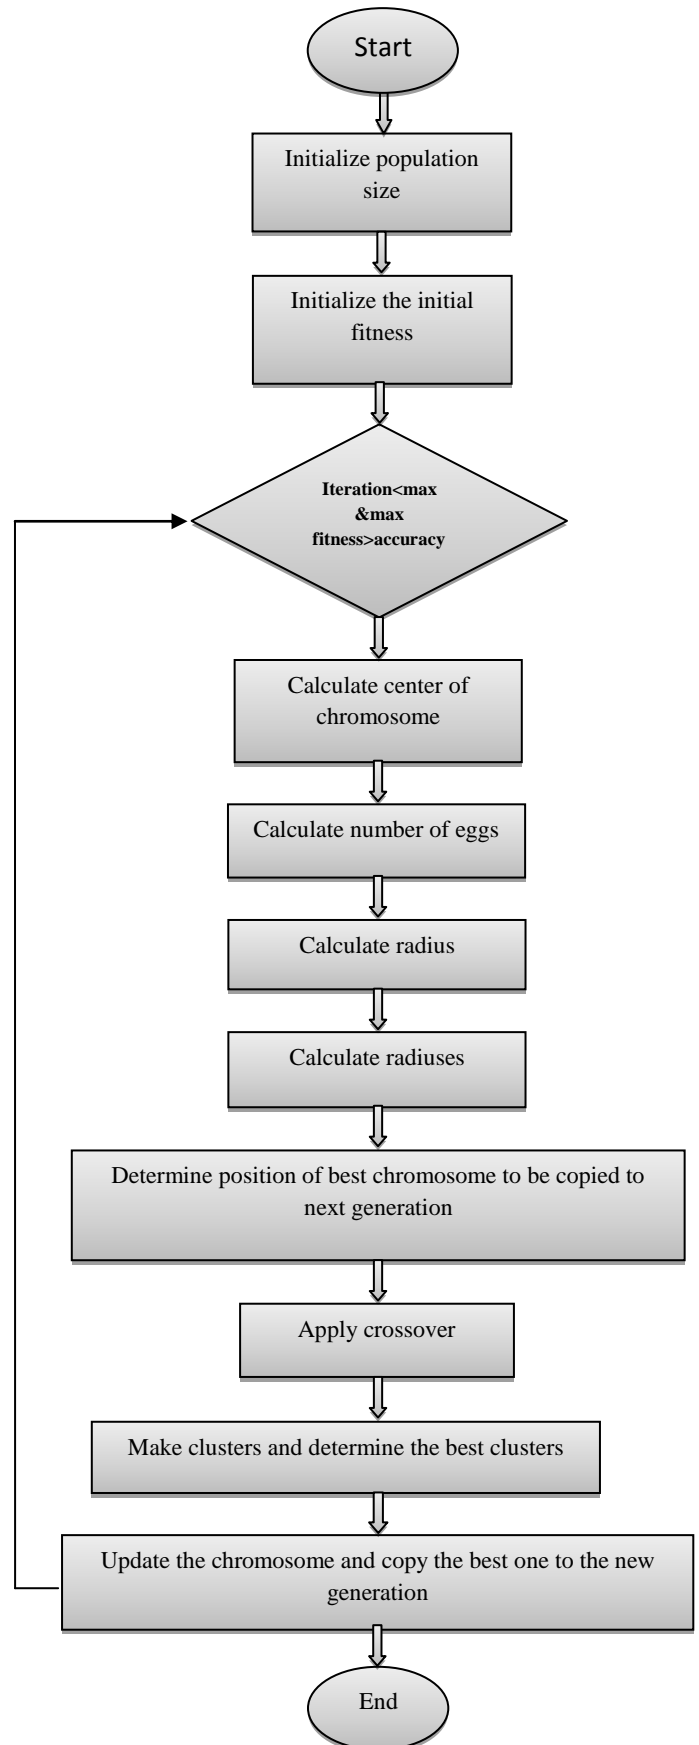 Start
Initialize population
size
Initialize the initial
fitness
Iteration<max
&max
fitness>accuracy
Calculate center of
chromosome
Calculate number of eggs
Calculate radius
Calculate radiuses
Determine position of best chromosome to be copied to
next generation
Apply crossover
Make clusters and determine the best clusters
Update the chromosome and copy the best one to the new
generation
End